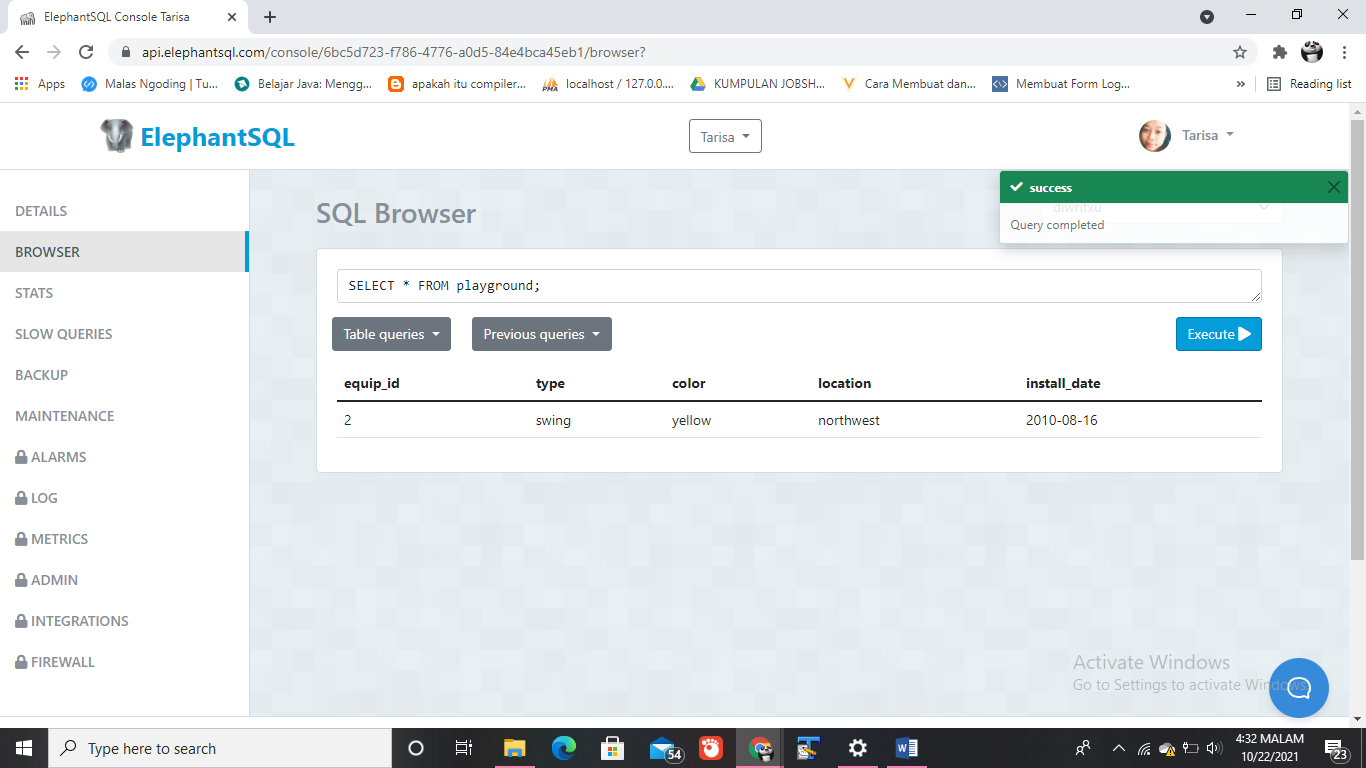 ElephantSQL Console Tarisa
api.elephantsql.com/console/6bc5d723-f786-4776-a0d5-84e4bca45eb1/browser?
Apps Malas Ngoding | Tu... Belajar Java: Mengg... apakah itu compiler... localhost / 127.0.0.... KUMPULAN JOBSH... Cara Membuat dan... Membuat Form Log... » Reading list
ElephantSQL Tarisa Tarisa
success
diwritxu
Query completed
DETAILS
BROWSER
STATS
SLOW QUERIES
BACKUP
MAINTENANCE
ALARMS
LOG
METRICS
ADMIN
INTEGRATIONS
FIREWALL
SQL Browser
SELECT * FROM playground;
Table queries Previous queries Execute
equip_id type color location install_date
2 swing yellow northwest 2010-08-16
Activate Windows
Go to Settings to activate Windows.
Type here to search
54
4:32 MALAM
10/22/2021
23